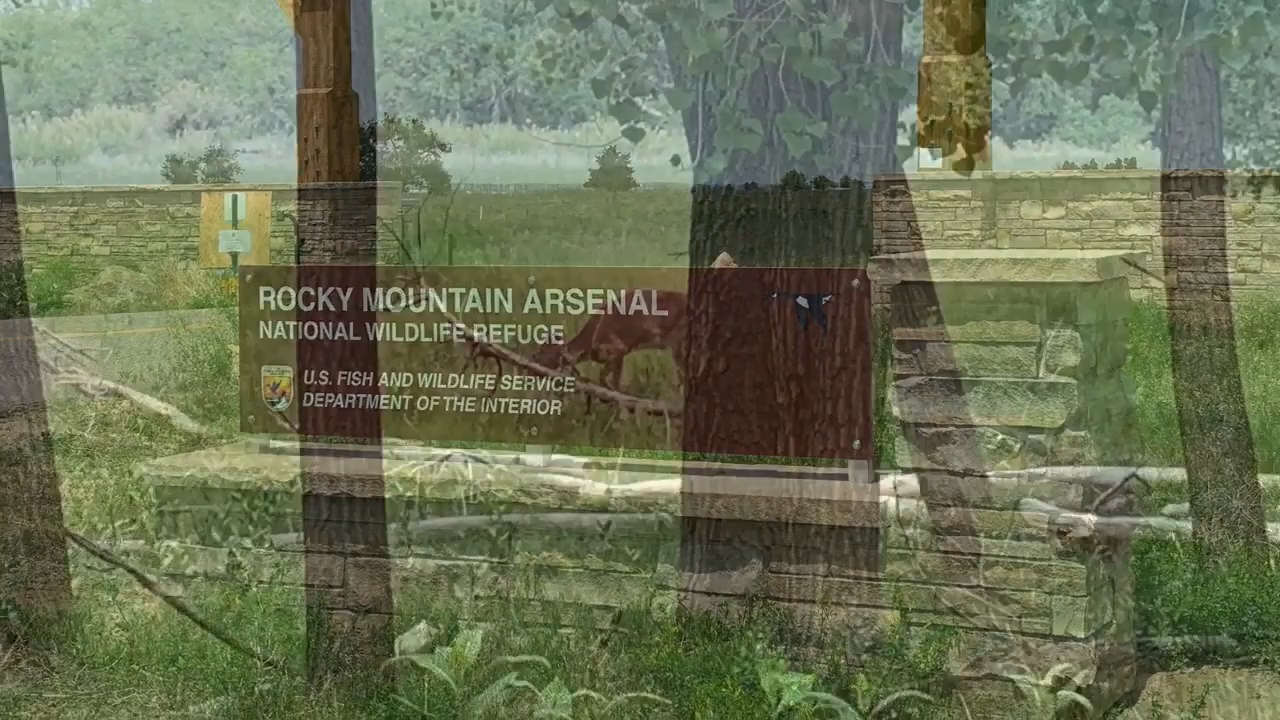 ROCKY MOUNTAIN ARSENAL
NATIONAL WILDLIFE REFUGE
U.S. FISH AND WILDLIFE SERVICE
DEPARTMENT OF THE INTERIOR